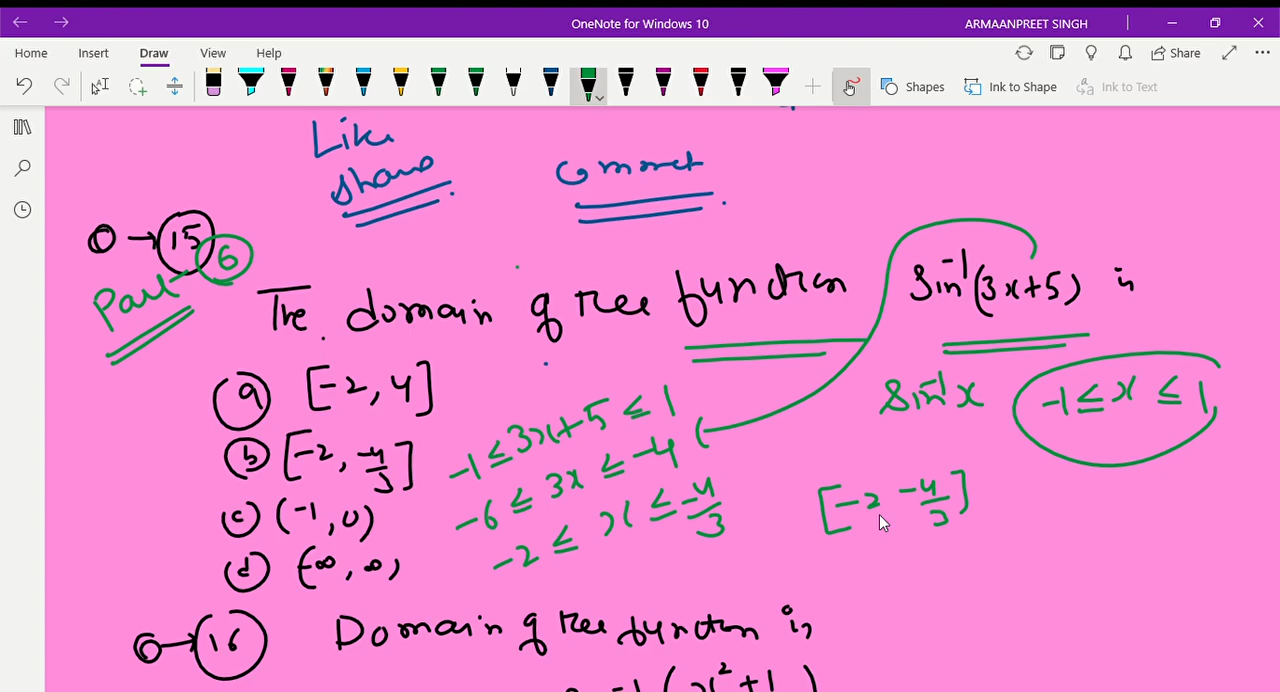 OneNote for Windows 10
ARMAANPREET SINGH
Home Insert Draw View Help
Share
Shapes Ink to Shape Ink to Text
Like
Share
Comment
Q → 15
Part - 6
The domain of the function Sin⁻¹(3x+5) is
(a) [-2, 4]
Sin⁻¹x -1 ≤ x ≤ 1
-1 ≤ 3x+5 ≤ 1
(b) [-2, -4/3]
-6 ≤ 3x ≤ -4
(c) (-1, 0)
-2 ≤ x ≤ -4/3 [-2 -4/3]
(d) (-∞, ∞)
Q → 16 Domain of the function is